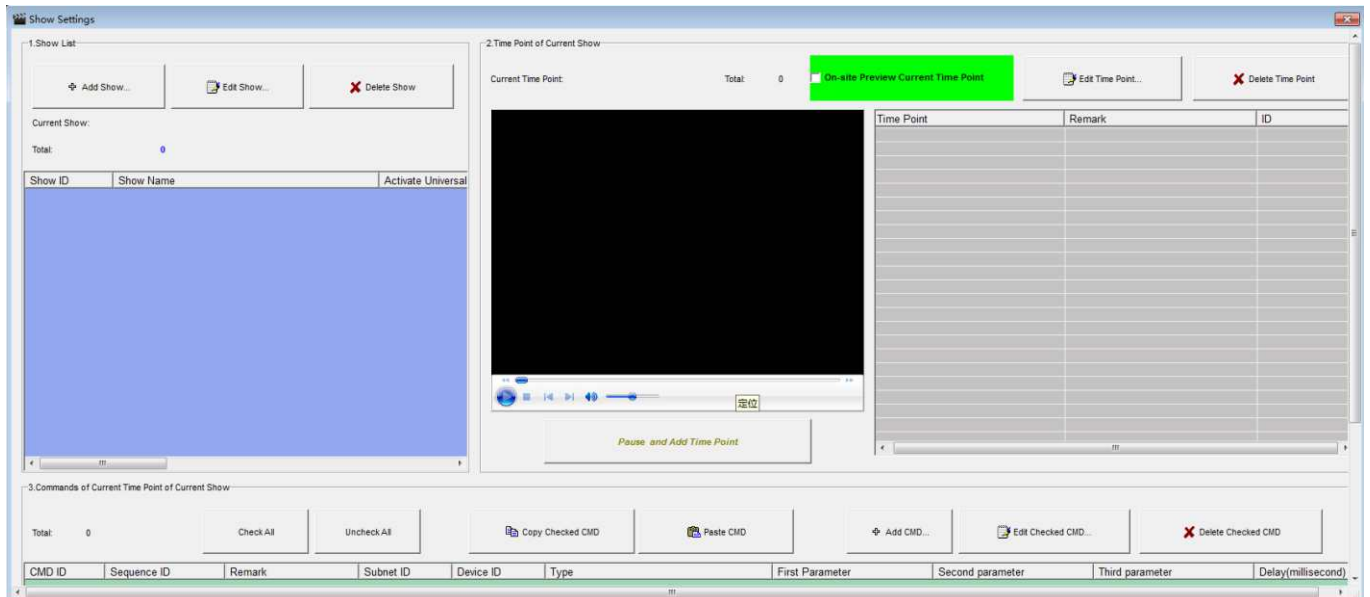 Show Settings
1.Show List
Add Show...
Edit Show...
Delete Show
Current Show:
Total: 0
Show ID Show Name Activate Universal
2.Time Point of Current Show
Current Time Point: Total: 0
On-site Preview Current Time Point
Edit Time Point...
Delete Time Point
Time Point Remark ID
定位
Pause and Add Time Point
3.Commands of Current Time Point of Current Show
Total: 0
Check All
Uncheck All
Copy Checked CMD
Paste CMD
Add CMD...
Edit Checked CMD...
Delete Checked CMD
CMD ID Sequence ID Remark Subnet ID Device ID Type First Parameter Second parameter Third parameter Delay(millisecond)